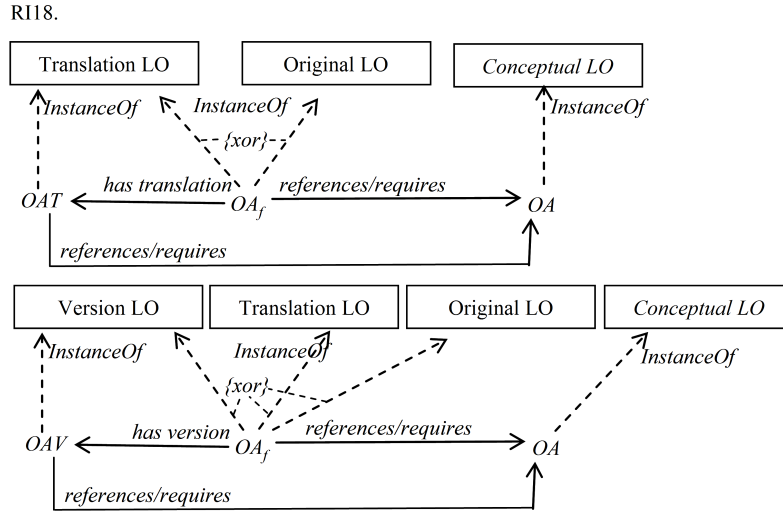 RI18.
Translation LO Original LO Conceptual LO
InstanceOf InstanceOf InstanceOf
{xor}
has translation references/requires
OAT OAf OA
references/requires
Version LO Translation LO Original LO Conceptual LO
InstanceOf InstanceOf InstanceOf
{xor}
has version references/requires
OAV OAf OA
references/requires